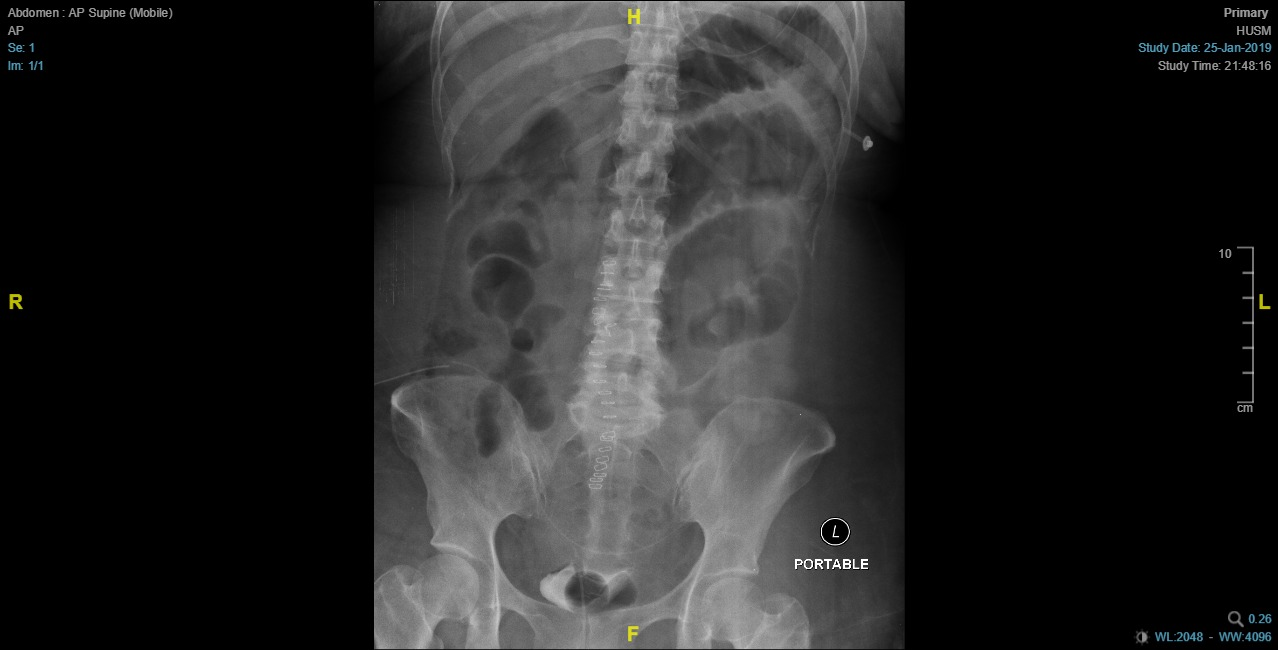 Abdomen : AP Supine (Mobile)
AP
Se: 1
Im: 1/1
H
Primary
HUSM
Study Date: 25-Jan-2019
Study Time: 21:48:16
R
10
L
cm
L
PORTABLE
F
0.26
WL:2048 - WW:4096